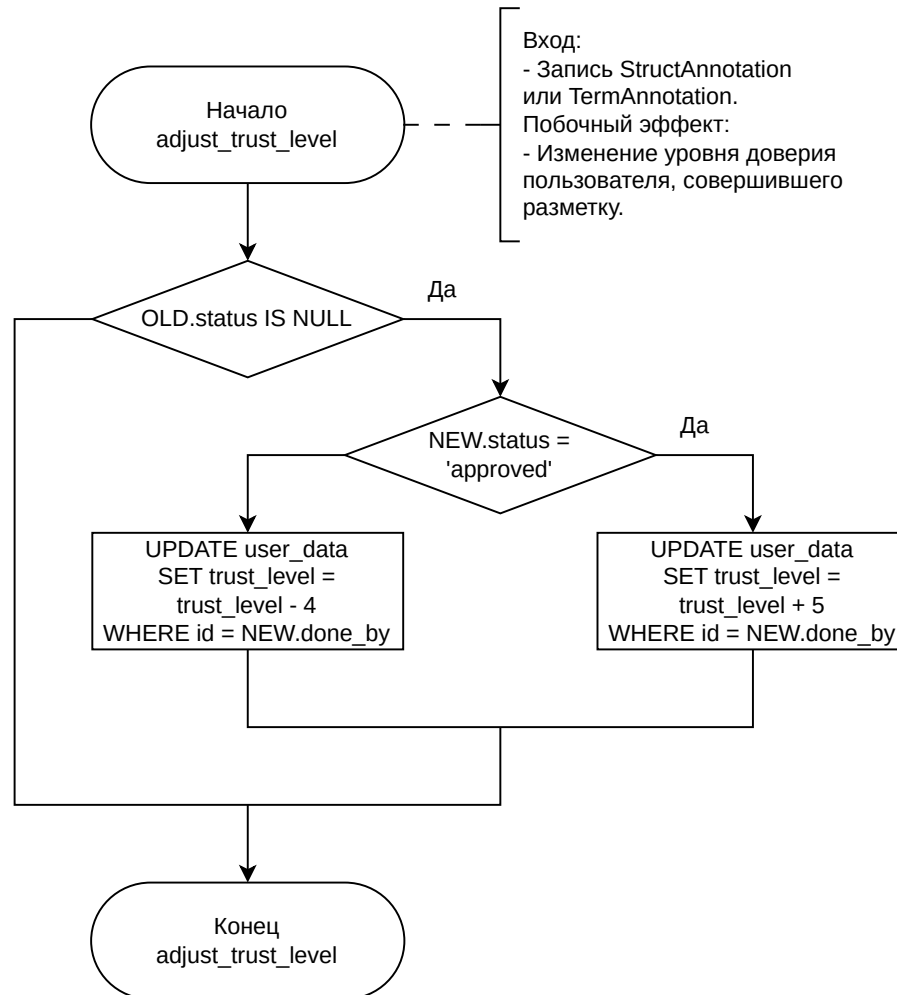 Вход:
- Запись StructAnnotation
или TermAnnotation.
Побочный эффект:
- Изменение уровня доверия
пользователя, совершившего
разметку.
Начало
adjust_trust_level
Да
OLD.status IS NULL
Да
NEW.status =
'approved'
UPDATE user_data
SET trust_level =
trust_level - 4
WHERE id = NEW.done_by
UPDATE user_data
SET trust_level =
trust_level + 5
WHERE id = NEW.done_by
Конец
adjust_trust_level